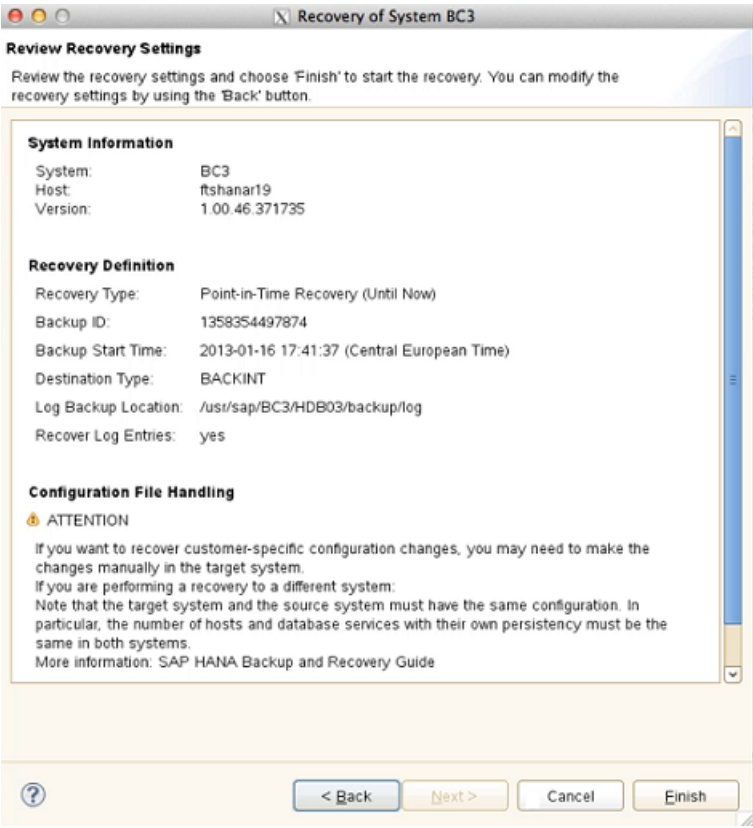 Recovery of System BC3
Review Recovery Settings
Review the recovery settings and choose 'Finish' to start the recovery. You can modify the
recovery settings by using the 'Back' button.
System Information
System: BC3
Host: ftshanar19
Version: 1.00.46.371735
Recovery Definition
Recovery Type: Point-in-Time Recovery (Until Now)
Backup ID: 1358354497874
Backup Start Time: 2013-01-16 17:41:37 (Central European Time)
Destination Type: BACKINT
Log Backup Location: /usr/sap/BC3/HDB03/backup/log
Recover Log Entries: yes
Configuration File Handling
ATTENTION
If you want to recover customer-specific configuration changes, you may need to make the
changes manually in the target system.
If you are performing a recovery to a different system:
Note that the target system and the source system must have the same configuration. In
particular, the number of hosts and database services with their own persistency must be the
same in both systems.
More information: SAP HANA Backup and Recovery Guide
< Back Next > Cancel Finish